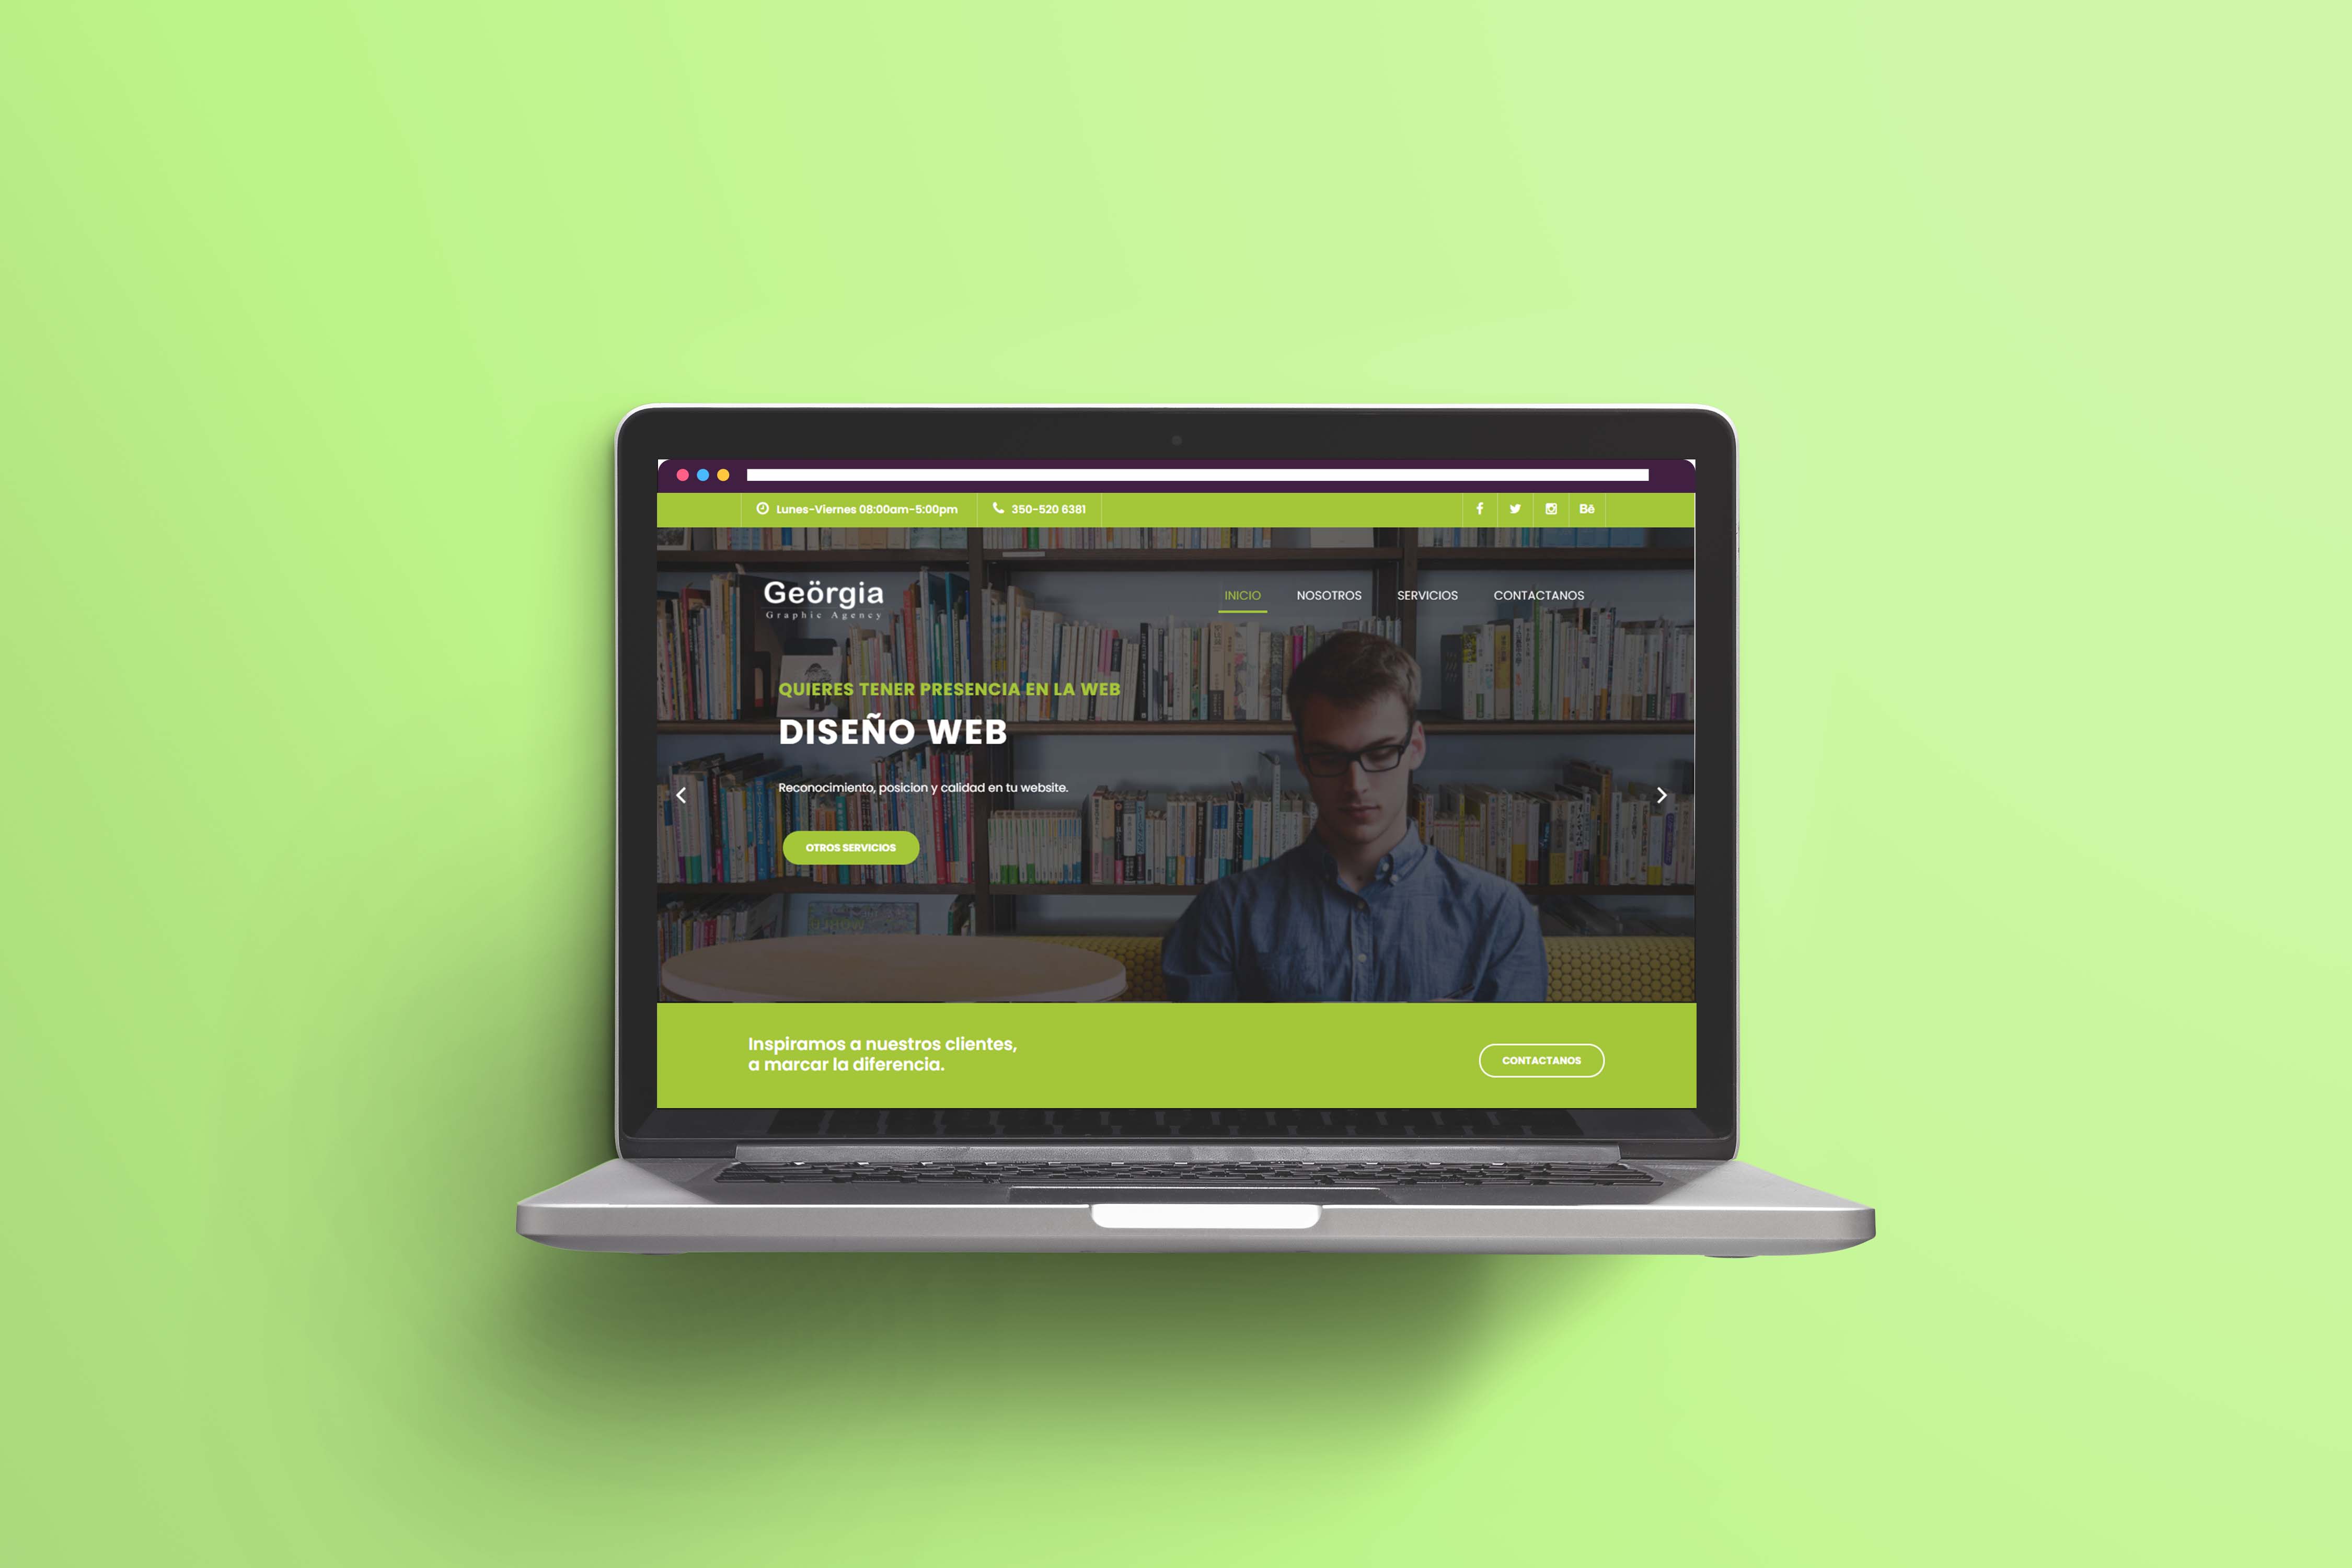 Lunes-Viernes 08:00am-5:00pm
350-520 6381
Bē
Geörgia
Graphic Agency
INICIO
NOSOTROS
SERVICIOS
CONTACTANOS
QUIERES TENER PRESENCIA EN LA WEB
DISEÑO WEB
Reconocimiento, posicion y calidad en tu website.
OTROS SERVICIOS
Inspiramos a nuestros clientes,
a marcar la diferencia.
CONTACTANOS